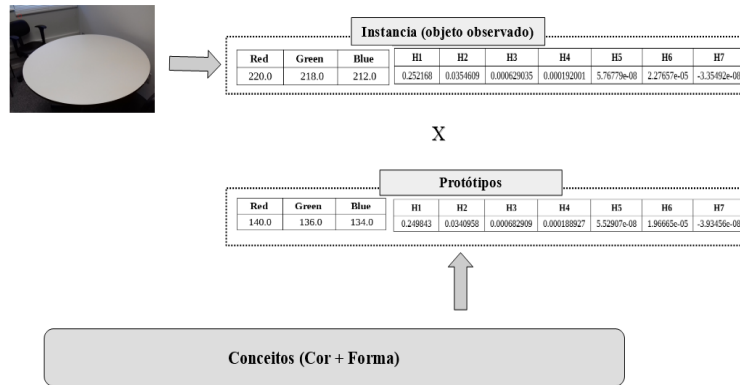 Instancia (objeto observado)
Red Green Blue H1 H2 H3 H4 H5 H6 H7
220.0 218.0 212.0 0.252168 0.0354609 0.000629035 0.000192001 5.76779e-08 2.27657e-05 -3.35492e-08
X
Protótipos
Red Green Blue H1 H2 H3 H4 H5 H6 H7
140.0 136.0 134.0 0.249843 0.0340958 0.000682909 0.000188927 5.52907e-08 1.96665e-05 -3.93456e-08
Conceitos (Cor + Forma)